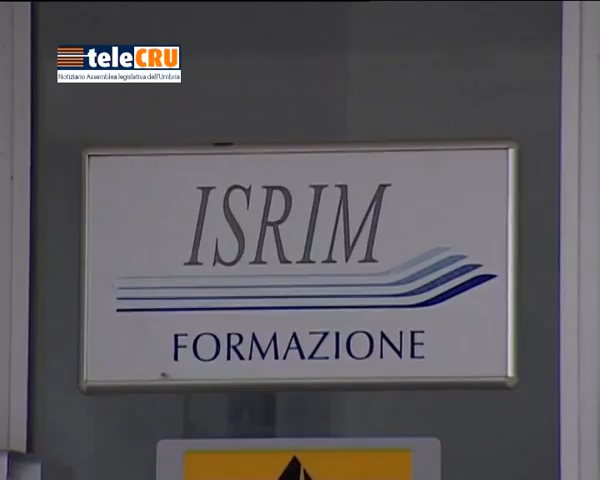 teleCRU
Notiziario Assemblea legislativa dell'Umbria
ISRIM
FORMAZIONE